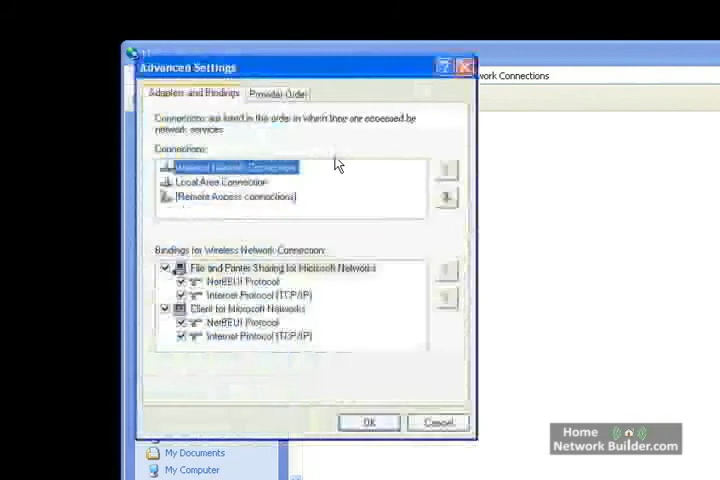 Advanced Settings
work Connections
Adapters and Bindings
Provider Order
Connections are listed in the order in which they are accessed by
network services.
Connections:
Wireless Network Connection
Local Area Connection
[Remote Access connections]
Bindings for Wireless Network Connection:
File and Printer Sharing for Microsoft Networks
NetBEUI Protocol
Internet Protocol (TCP/IP)
Client for Microsoft Networks
NetBEUI Protocol
Internet Protocol (TCP/IP)
OK
Cancel
My Documents
My Computer
Home
Network Builder.com